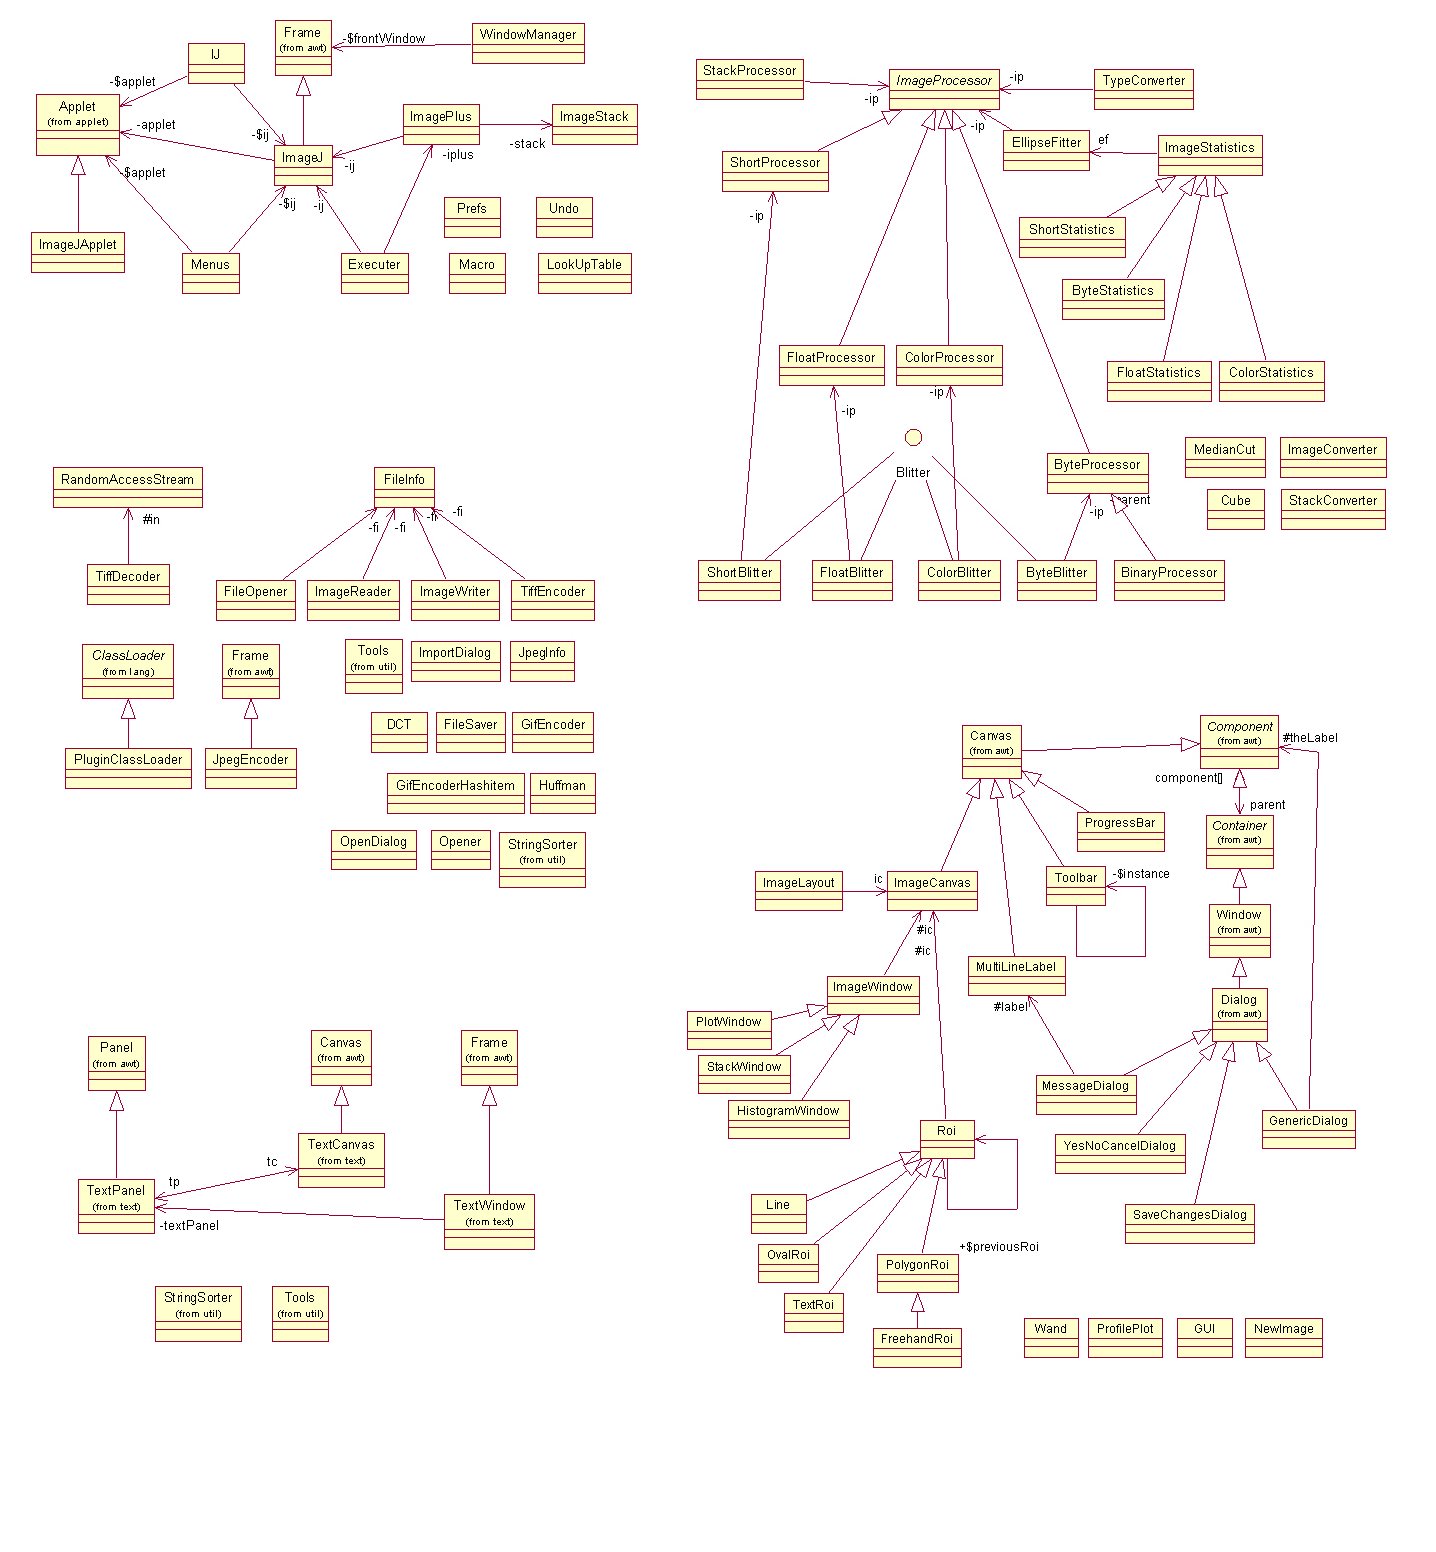 IJ
Frame
(from awt)
-$frontWindow
WindowManager
-$applet
Applet
(from applet)
-applet
-$ij
ImageJ
ImagePlus
ImageStack
-stack
-iplus
-ij
-$applet
-$ij
-ij
ImageJApplet
Menus
Executer
Prefs
Undo
Macro
LookUpTable
StackProcessor
ImageProcessor
-ip
TypeConverter
-ip
-ip
EllipseFitter
ef
ImageStatistics
ShortProcessor
-ip
ShortStatistics
ByteStatistics
FloatProcessor
ColorProcessor
FloatStatistics
ColorStatistics
-ip
-ip
Blitter
ByteProcessor
-parent
-ip
MedianCut
ImageConverter
Cube
StackConverter
ShortBlitter
FloatBlitter
ColorBlitter
ByteBlitter
BinaryProcessor
RandomAccessStream
#in
TiffDecoder
FileInfo
-fi
-fi
-fi
-fi
FileOpener
ImageReader
ImageWriter
TiffEncoder
ClassLoader
(from lang)
Frame
(from awt)
Tools
(from util)
ImportDialog
JpegInfo
PluginClassLoader
JpegEncoder
DCT
FileSaver
GifEncoder
GifEncoderHashitem
Huffman
OpenDialog
Opener
StringSorter
(from util)
Canvas
(from awt)
Component
(from awt)
#theLabel
component[]
parent
ProgressBar
Container
(from awt)
ImageLayout
ic
ImageCanvas
Toolbar
-$instance
#ic
#ic
Window
(from awt)
MultiLineLabel
#label
ImageWindow
Dialog
(from awt)
PlotWindow
StackWindow
HistogramWindow
MessageDialog
GenericDialog
Roi
YesNoCancelDialog
Line
SaveChangesDialog
OvalRoi
+$previousRoi
PolygonRoi
TextRoi
FreehandRoi
Wand
ProfilePlot
GUI
NewImage
Panel
(from awt)
Canvas
(from awt)
Frame
(from awt)
TextCanvas
(from text)
tc
tp
TextPanel
(from text)
-textPanel
TextWindow
(from text)
StringSorter
(from util)
Tools
(from util)